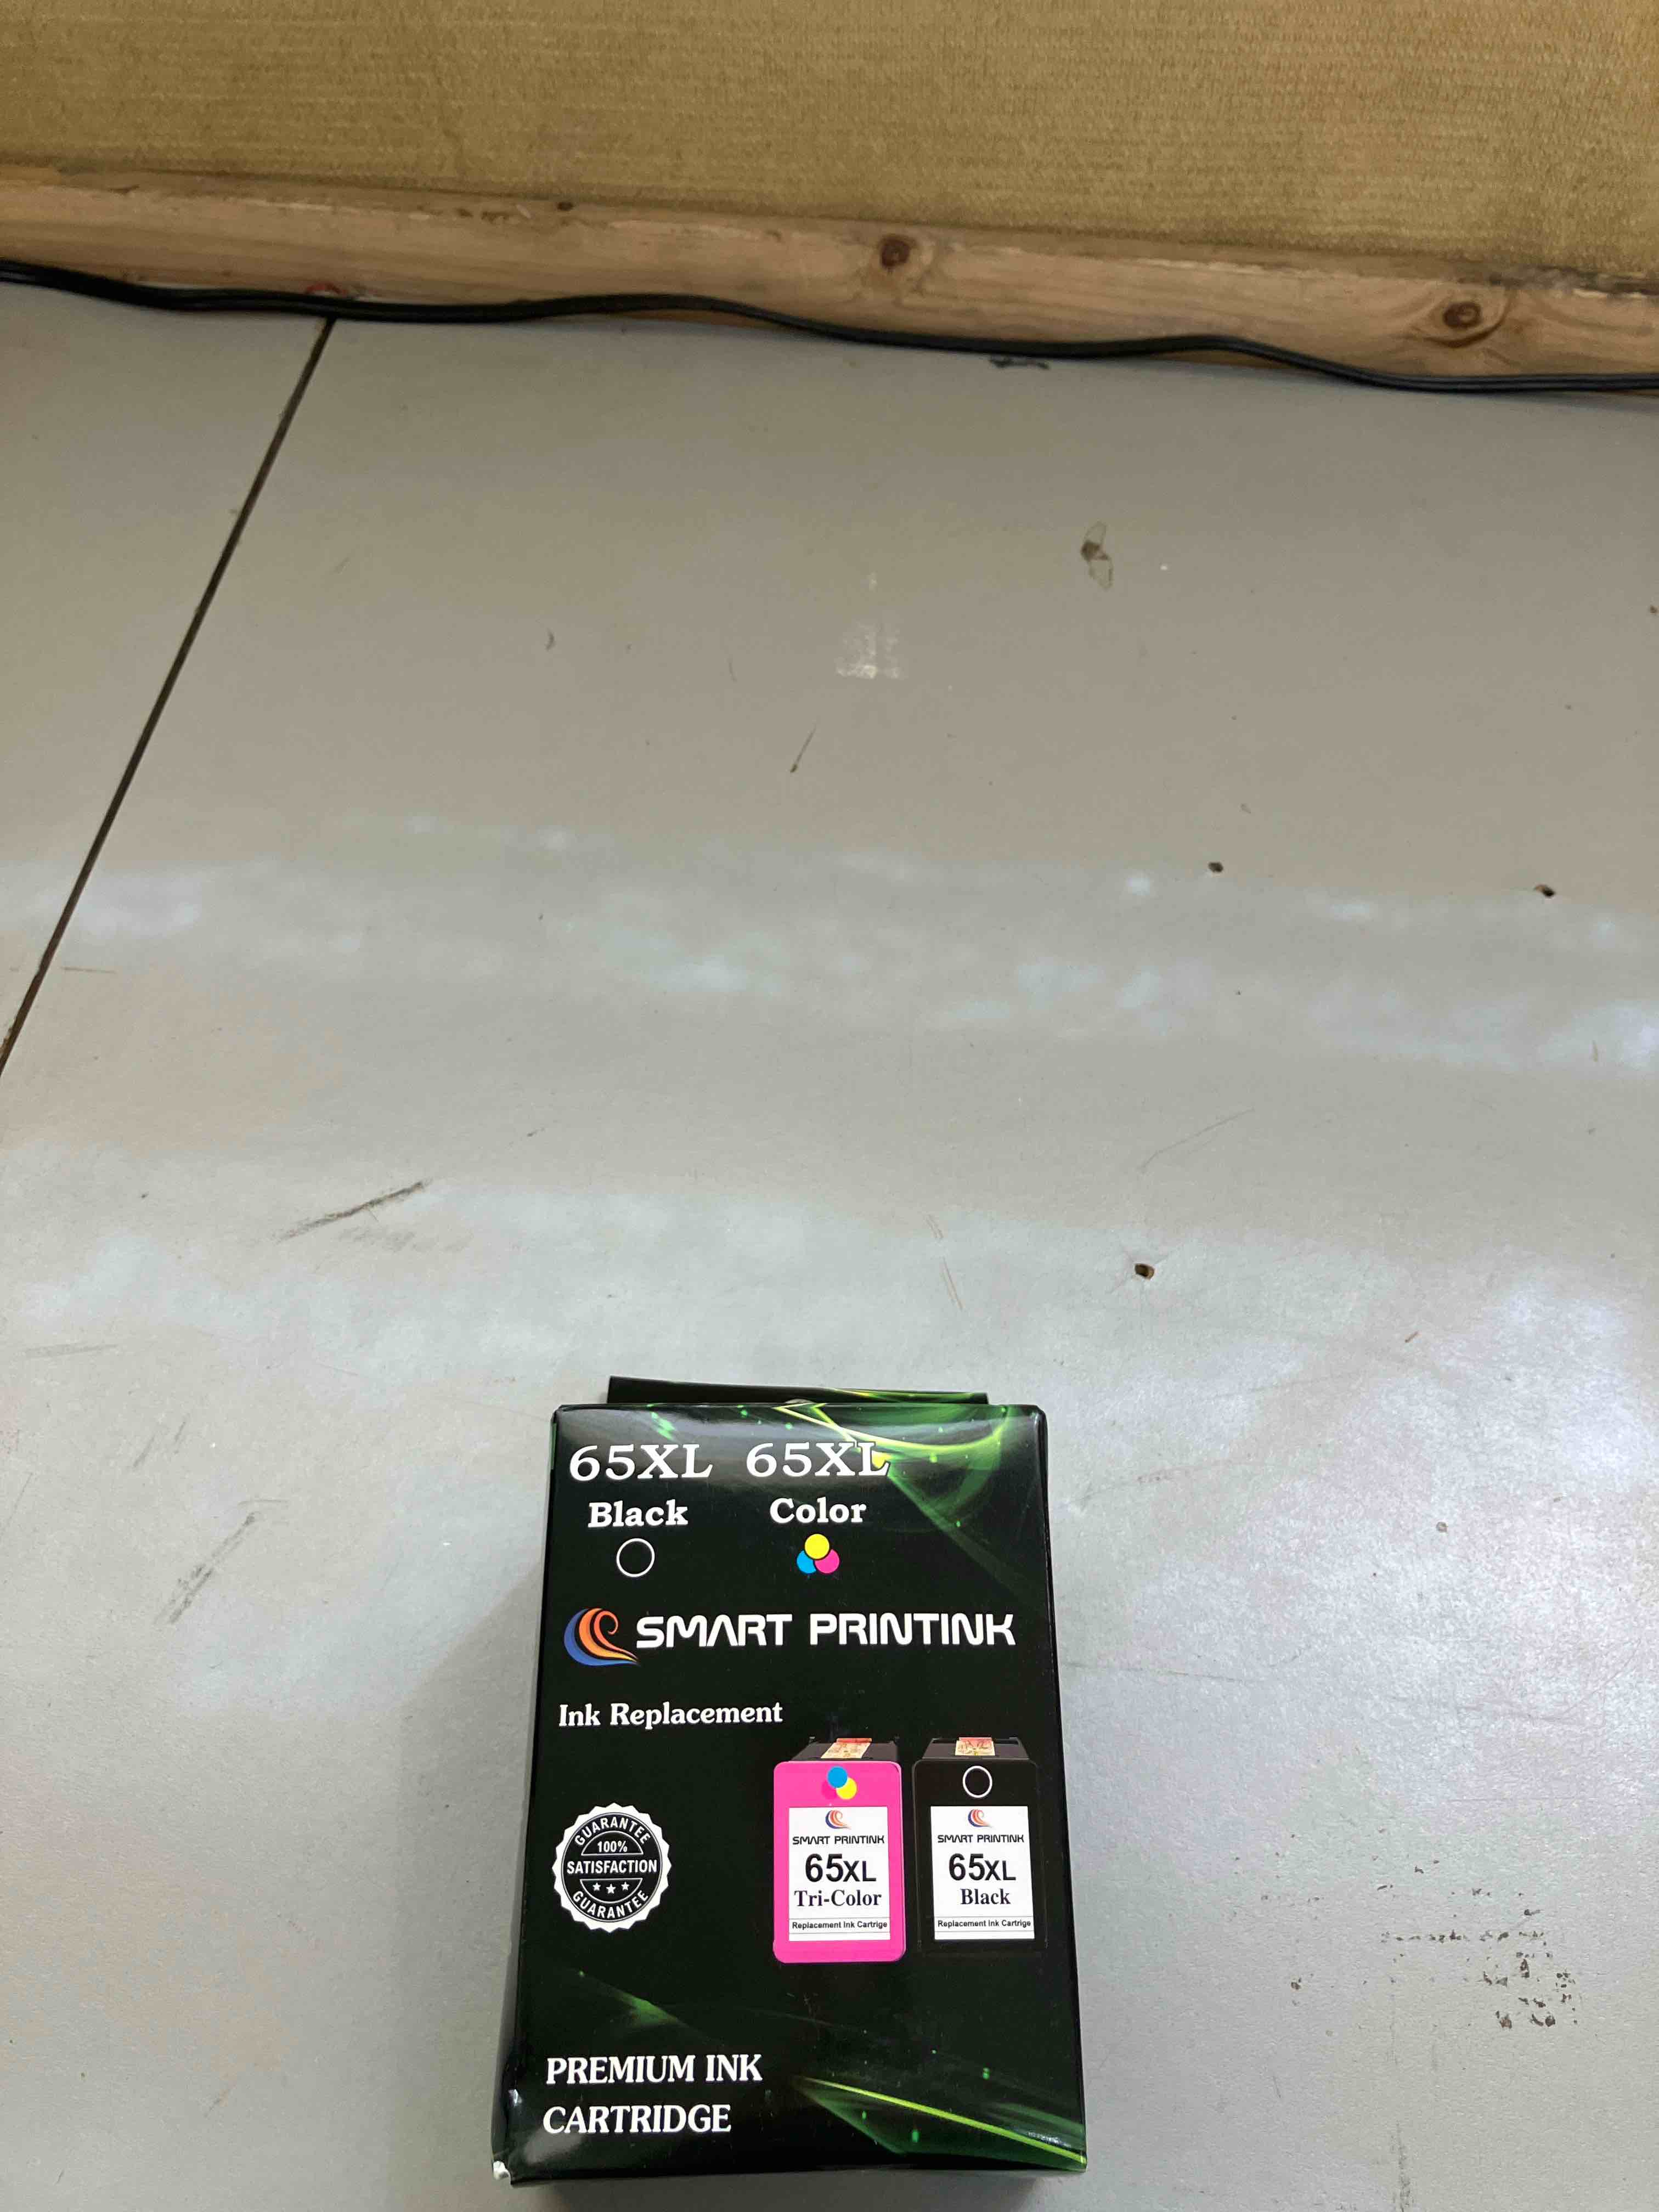 65XL 65XL
Black Color
SMART PRINTINK
Ink Replacement
GUARANTEE
100%
SATISFACTION
GUARANTEE
SMART PRINTINK
65XL
Tri-Color
Replacement Ink Cartrige
SMART PRINTINK
65XL
Black
Replacement Ink Cartrige
PREMIUM INK
CARTRIDGE